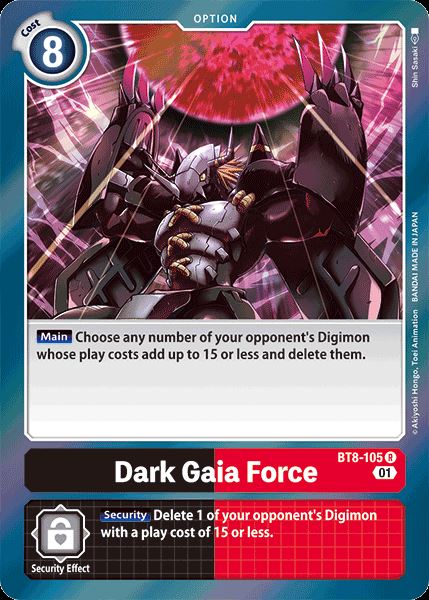 OPTION
Cost
8
Shin Sasaki
© Akiyoshi Hongo, Toei Animation BANDAI MADE IN JAPAN
Main Choose any number of your opponent's Digimon
whose play costs add up to 15 or less and delete them.
BT8-105 R
Dark Gaia Force
01
Security Delete 1 of your opponent's Digimon
with a play cost of 15 or less.
Security Effect